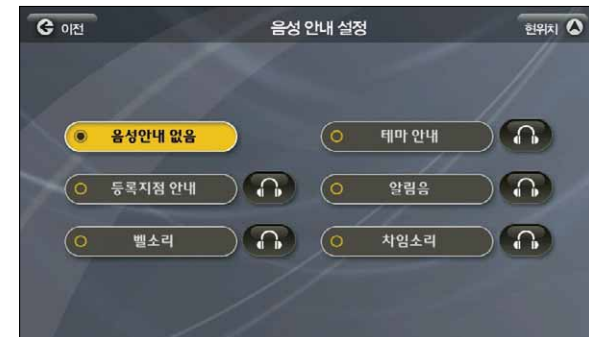 이전
음성 안내 설정
현위치
음성안내 없음
테마 안내
등록지점 안내
알림음
벨소리
차임소리